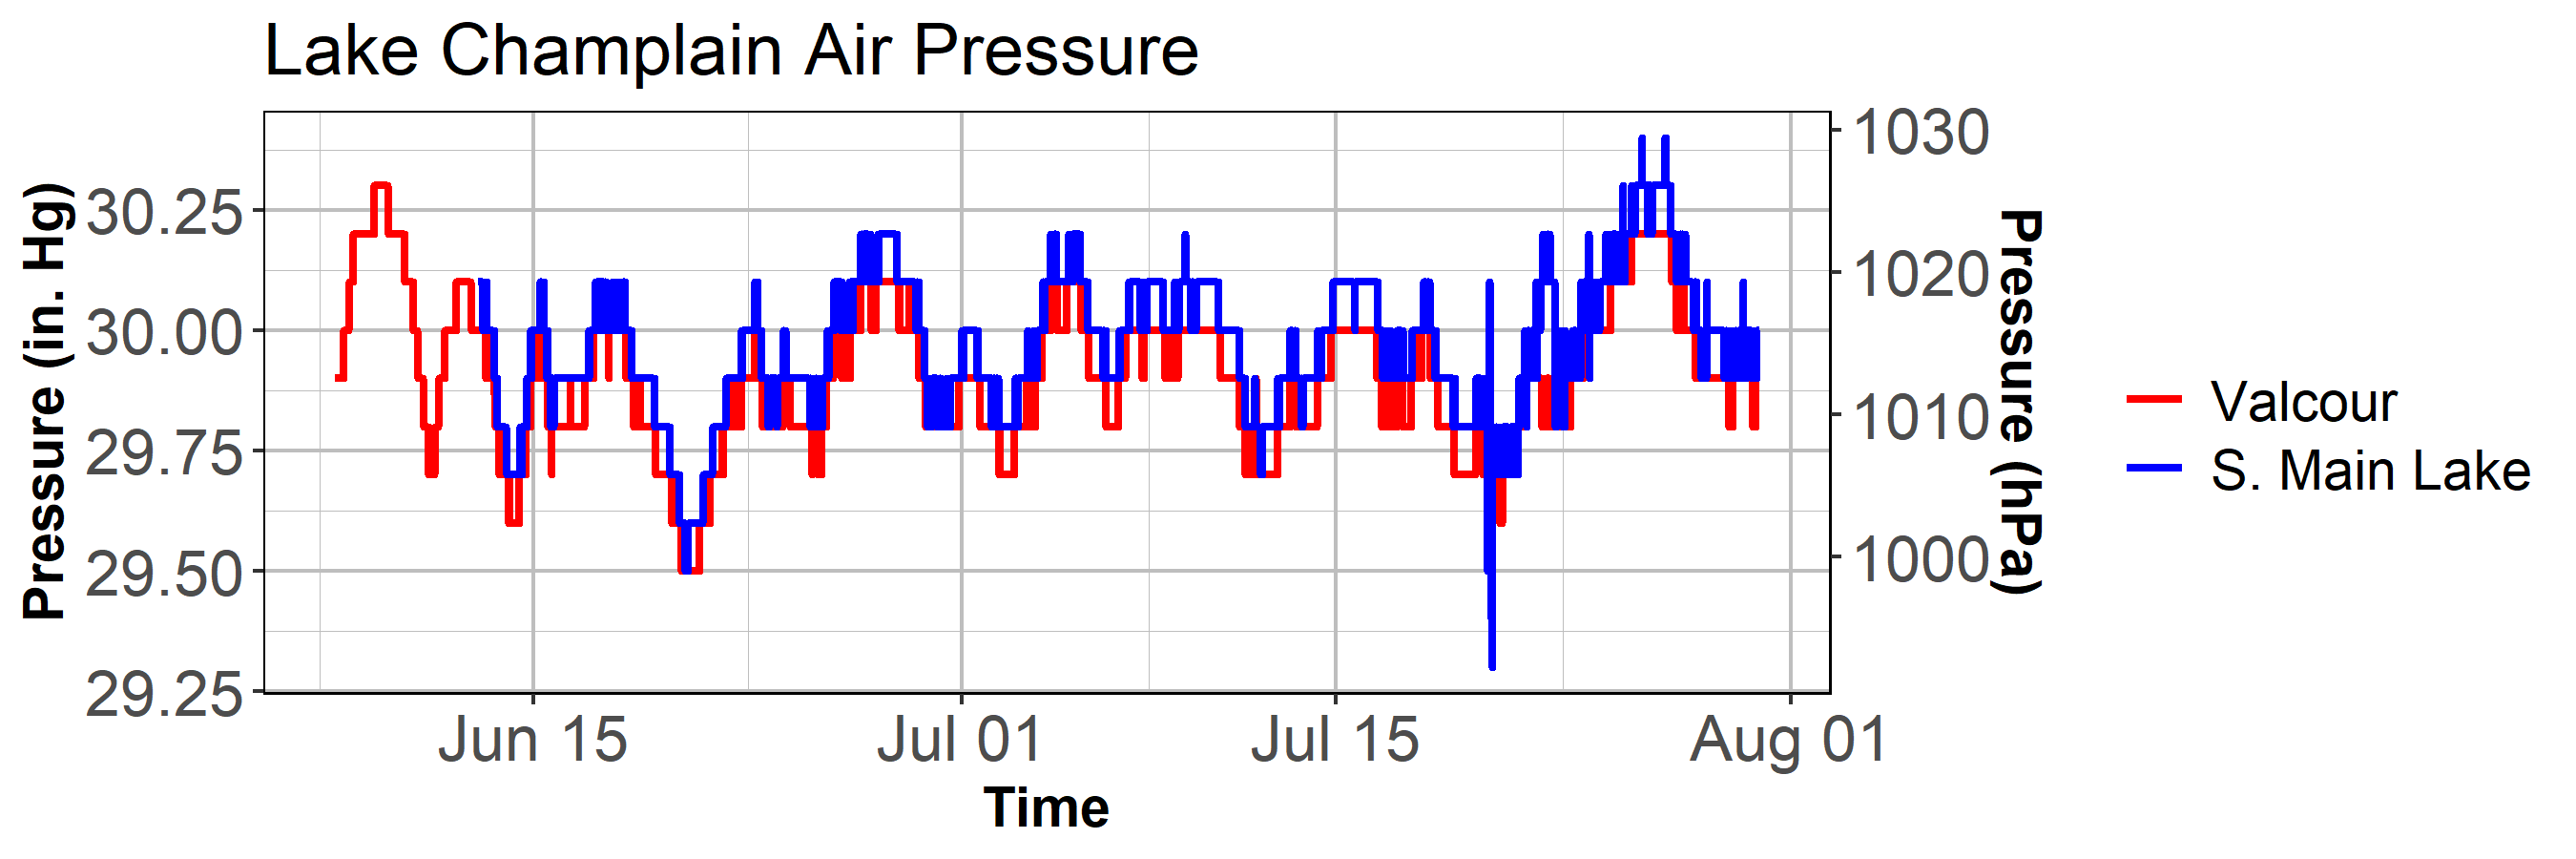 Lake Champlain Air Pressure
Pressure (in. Hg)
30.25
30.00
29.75
29.50
29.25
1030
1020
1010
1000
Pressure (hPa)
Jun 15
Jul 01
Jul 15
Aug 01
Time
Valcour
S. Main Lake